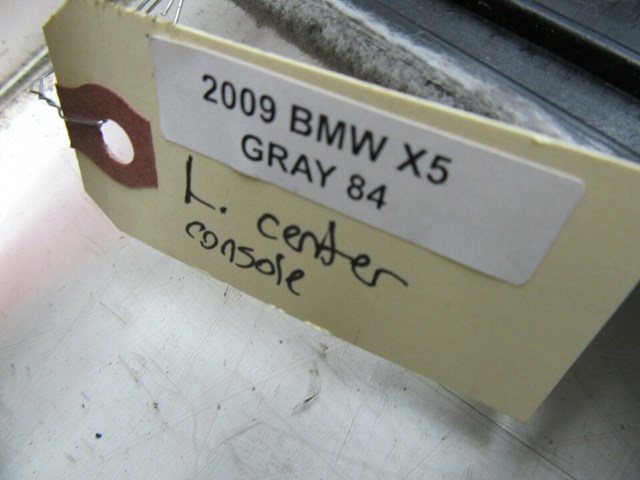 2009 BMW X5
GRAY 84
L. center
console